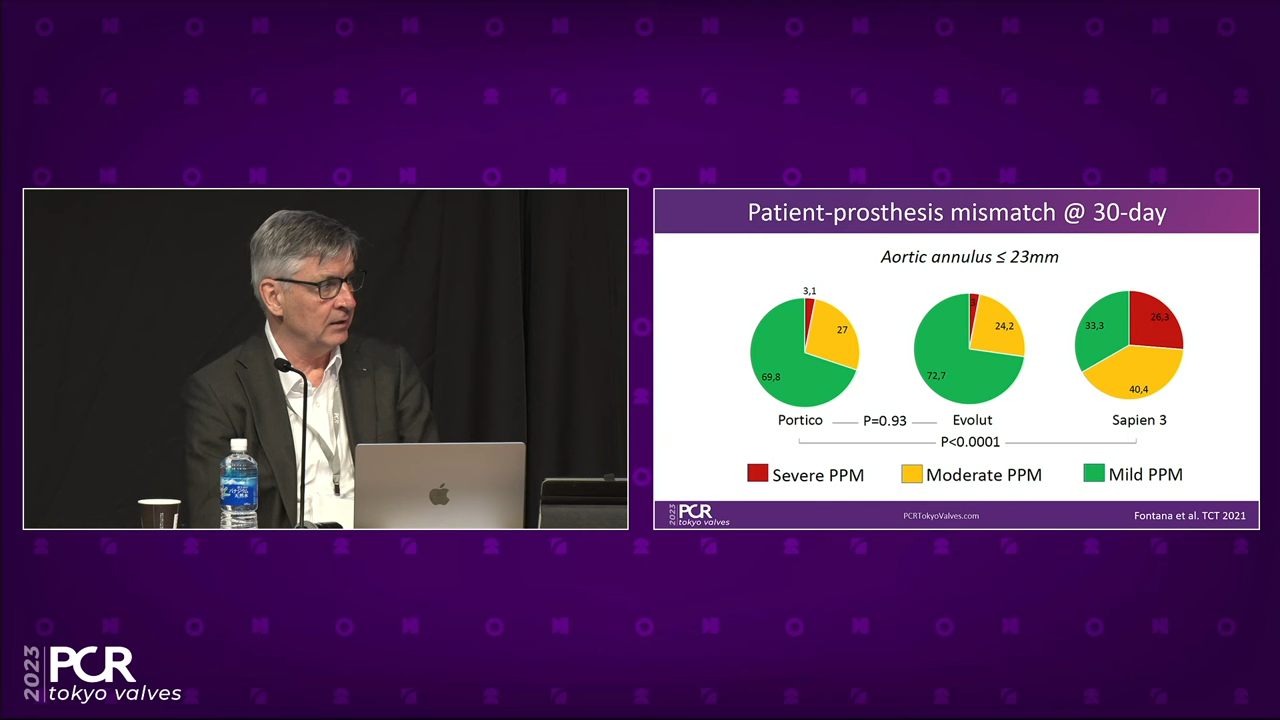 Patient-prosthesis mismatch @ 30-day
Aortic annulus ≤ 23mm
3,1
27
69,8
3
24,2
72,7
26,3
40,4
33,3
Portico
P=0.93
Evolut
Sapien 3
P<0.0001
Severe PPM
Moderate PPM
Mild PPM
2023 PCR
tokyo valves
PCRTokyoValves.com
Fontana et al. TCT 2021
2023 PCR
tokyo valves